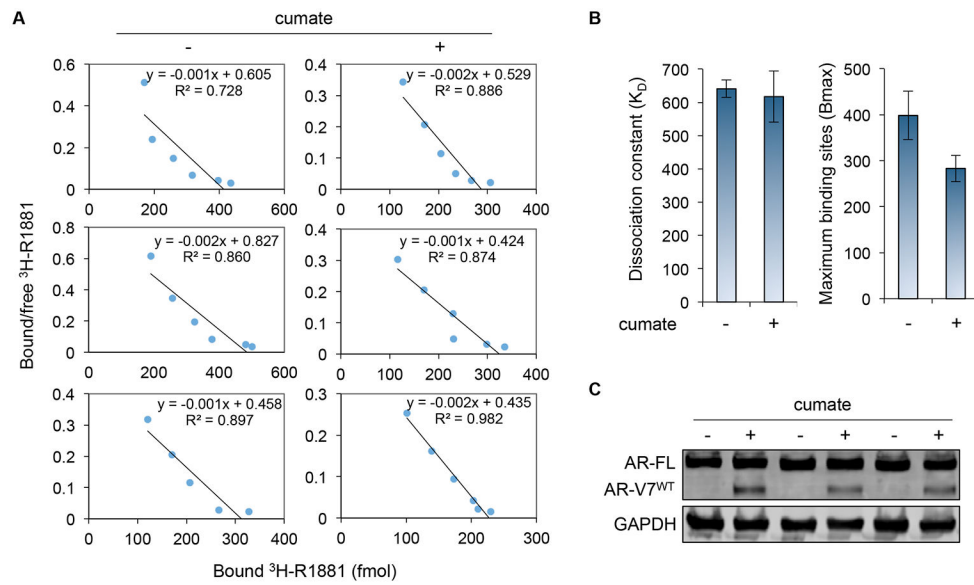 A
cumate
-
+
y = -0.001x + 0.605
R² = 0.728
0.6
0.4
0.2
0
0 200 400 600
y = -0.002x + 0.529
R² = 0.886
0.4
0.3
0.2
0.1
0
0 100 200 300 400
y = -0.002x + 0.827
R² = 0.860
0.8
0.6
0.4
0.2
0
0 200 400 600
y = -0.001x + 0.424
R² = 0.874
0.4
0.3
0.2
0.1
0
0 100 200 300 400
y = -0.001x + 0.458
R² = 0.897
0.4
0.3
0.2
0.1
0
0 100 200 300 400
y = -0.002x + 0.435
R² = 0.982
0.3
0.2
0.1
0
0 100 200 300
Bound/free ³H-R1881
Bound ³H-R1881 (fmol)
B
Dissociation constant (K_D)
700
600
500
400
300
200
100
0
cumate - +
Maximum binding sites (Bmax)
500
400
300
200
100
0
- +
C
cumate
- + - + - +
AR-FL
AR-V7ᵂᵀ
GAPDH